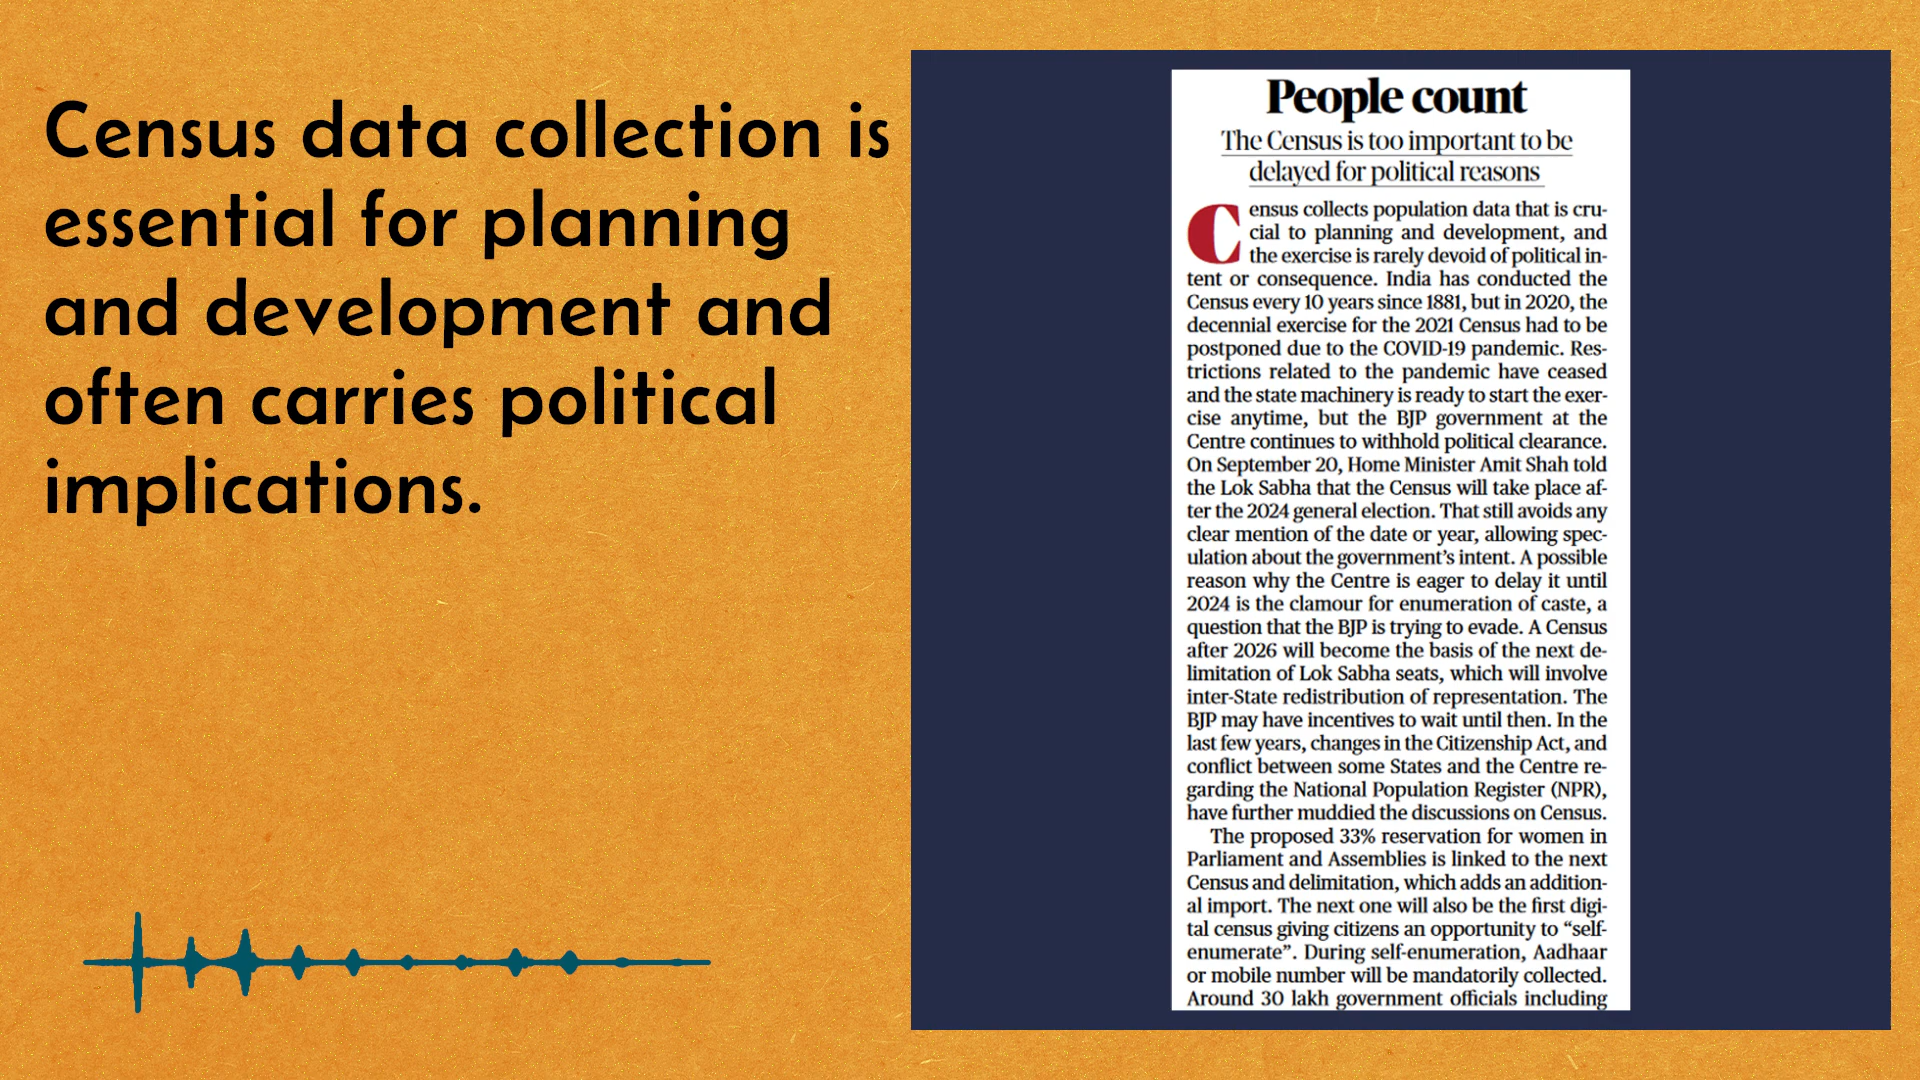 Census data collection is
essential for planning
and development and
often carries political
implications.
People count
The Census is too important to be
delayed for political reasons
Census collects population data that is cru-
cial to planning and development, and
the exercise is rarely devoid of political in-
tent or consequence. India has conducted the
Census every 10 years since 1881, but in 2020, the
decennial exercise for the 2021 Census had to be
postponed due to the COVID-19 pandemic. Res-
trictions related to the pandemic have ceased
and the state machinery is ready to start the exer-
cise anytime, but the BJP government at the
Centre continues to withhold political clearance.
On September 20, Home Minister Amit Shah told
the Lok Sabha that the Census will take place af-
ter the 2024 general election. That still avoids any
clear mention of the date or year, allowing spec-
ulation about the government’s intent. A possible
reason why the Centre is eager to delay it until
2024 is the clamour for enumeration of caste, a
question that the BJP is trying to evade. A Census
after 2026 will become the basis of the next de-
limitation of Lok Sabha seats, which will involve
inter-State redistribution of representation. The
BJP may have incentives to wait until then. In the
last few years, changes in the Citizenship Act, and
conflict between some States and the Centre re-
garding the National Population Register (NPR),
have further muddied the discussions on Census.
The proposed 33% reservation for women in
Parliament and Assemblies is linked to the next
Census and delimitation, which adds an addition-
al import. The next one will also be the first digi-
tal census giving citizens an opportunity to “self-
enumerate”. During self-enumeration, Aadhaar
or mobile number will be mandatorily collected.
Around 30 lakh government officials including